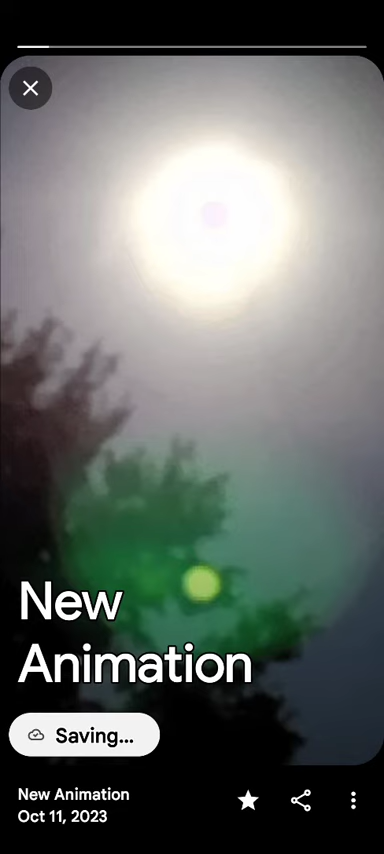 New
Animation
Saving...
New Animation
Oct 11, 2023